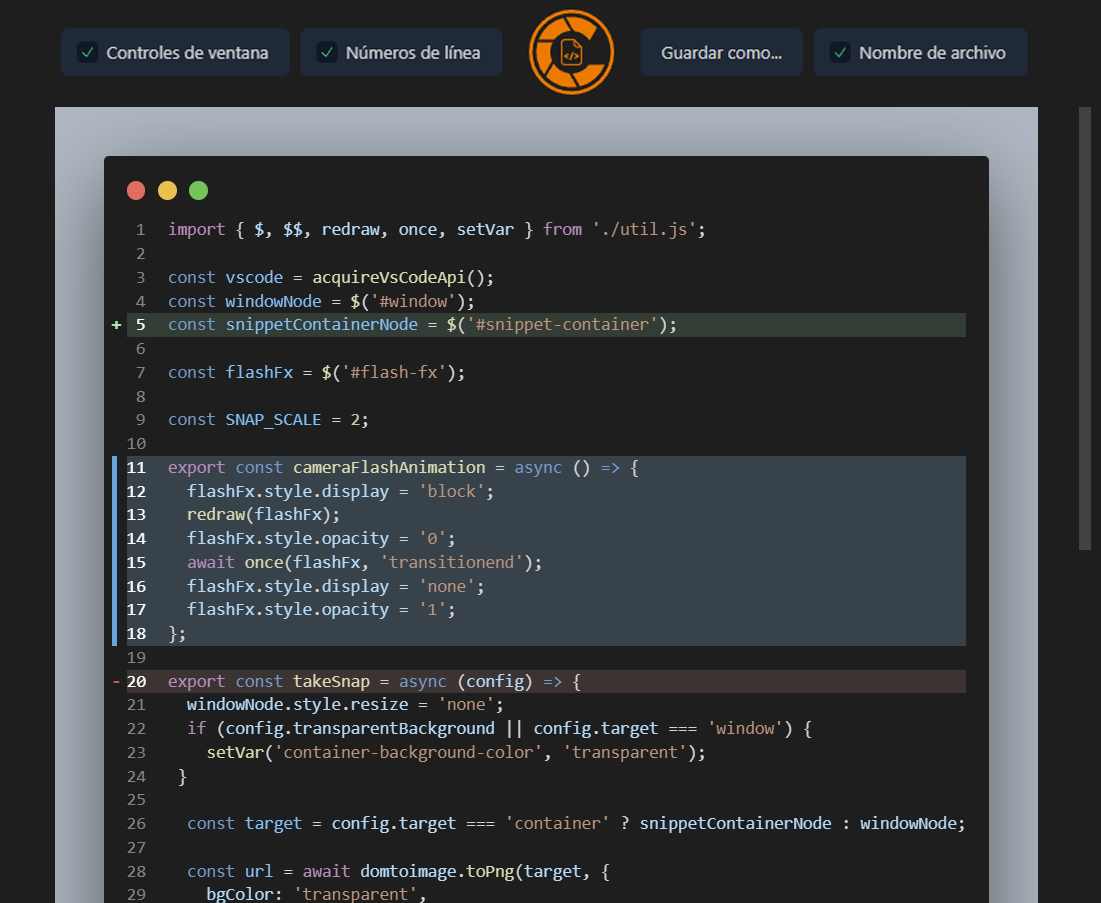 Controles de ventana
Números de línea
</>
Guardar como...
Nombre de archivo
1 import { $, $$, redraw, once, setVar } from './util.js';
2
3 const vscode = acquireVsCodeApi();
4 const windowNode = $('#window');
+ 5 const snippetContainerNode = $('#snippet-container');
6
7 const flashFx = $('#flash-fx');
8
9 const SNAP_SCALE = 2;
10
11 export const cameraFlashAnimation = async () => {
12   flashFx.style.display = 'block';
13   redraw(flashFx);
14   flashFx.style.opacity = '0';
15   await once(flashFx, 'transitionend');
16   flashFx.style.display = 'none';
17   flashFx.style.opacity = '1';
18 };
19
- 20 export const takeSnap = async (config) => {
21   windowNode.style.resize = 'none';
22   if (config.transparentBackground || config.target === 'window') {
23     setVar('container-background-color', 'transparent');
24  }
25
26   const target = config.target === 'container' ? snippetContainerNode : windowNode;
27
28   const url = await domtoimage.toPng(target, {
29     bgColor: 'transparent',